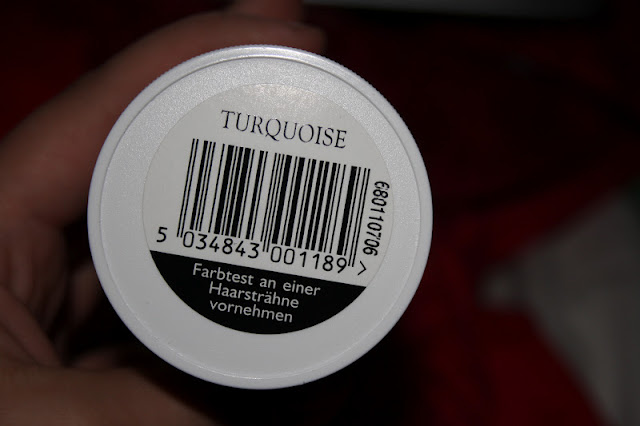 TURQUOISE
680110706
5 034843 001189 >
Farbtest an einer
Haarsträhne
vornehmen